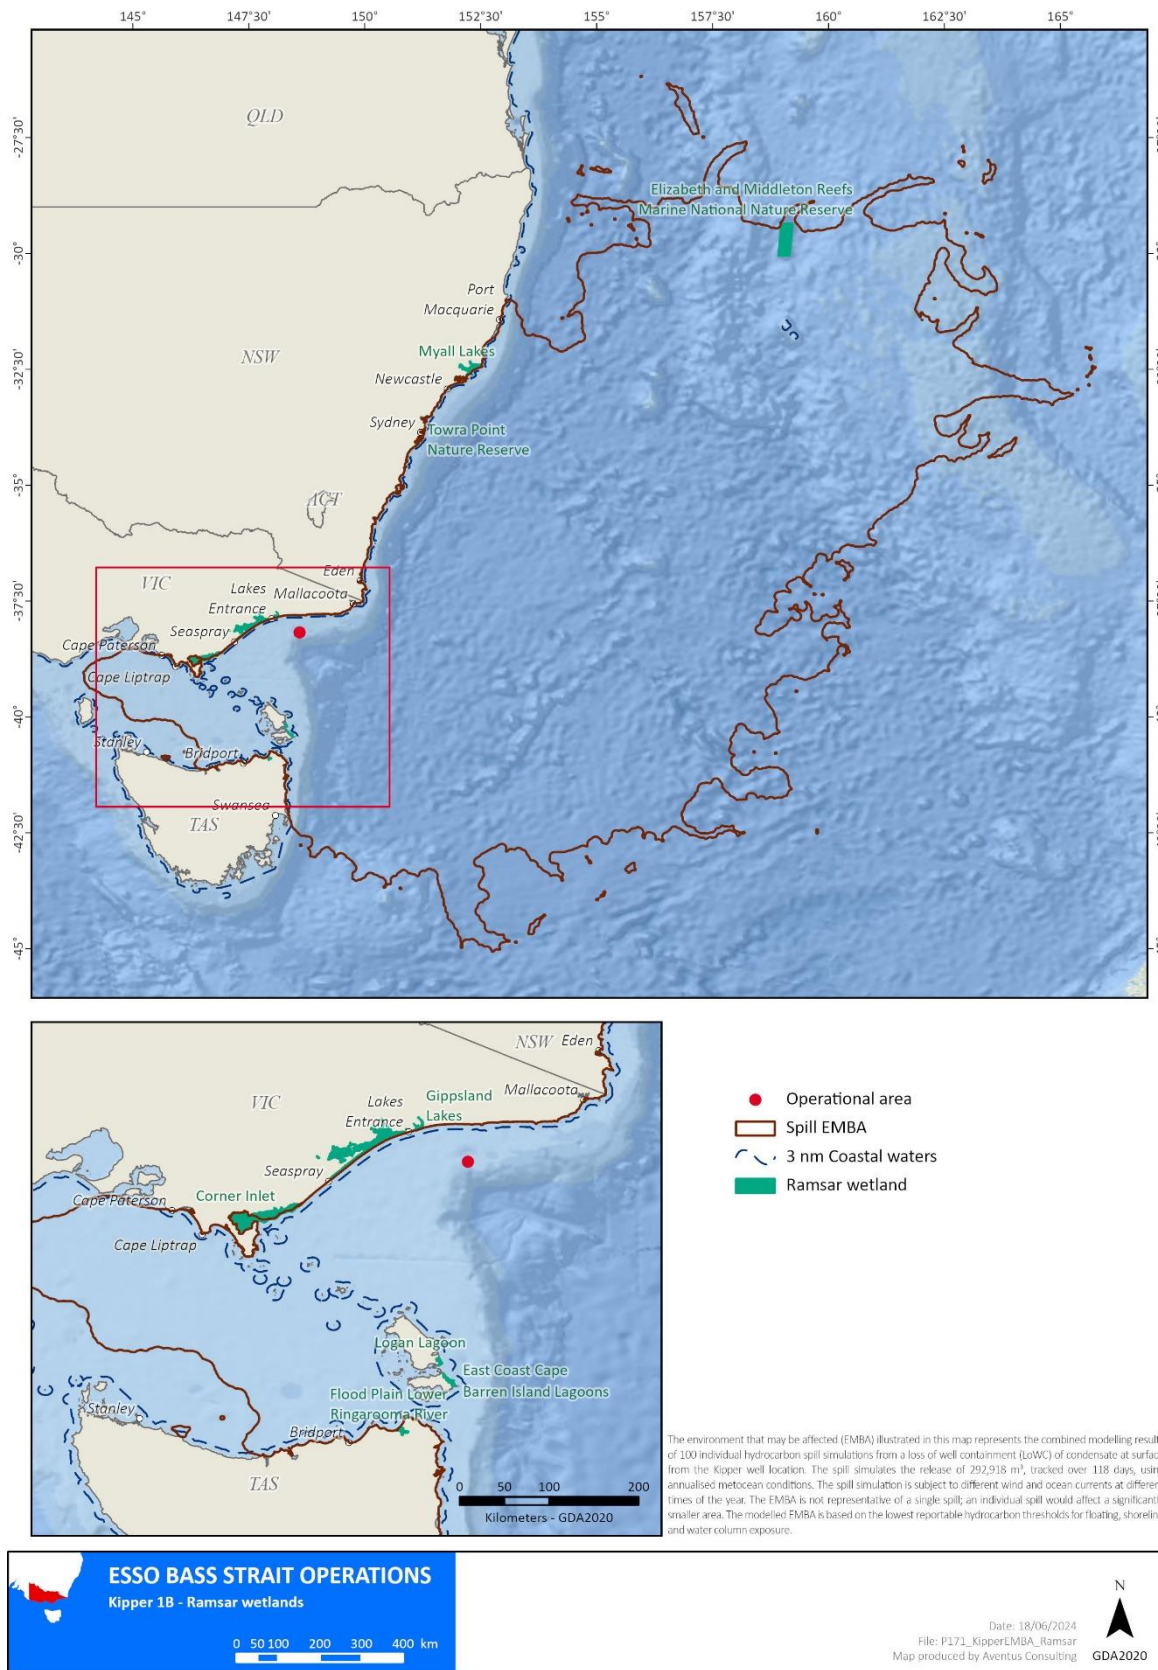 145° 147°30' 150° 152°30' 155° 157°30' 160° 162°30' 165°
-27°30'
-30°
-32°30'
-35°
-37°30'
-40°
-42°30'
-45°
QLD
Elizabeth and Middleton Reefs
Marine National Nature Reserve
Port
Macquarie
NSW
Myall Lakes
Newcastle
Sydney
Towra Point
Nature Reserve
ACT
Eden
VIC
Lakes
Entrance
Mallacoota
Seaspray
Cape Paterson
Cape Liptrap
Stanley
Bridport
Swansea
TAS
NSW
Eden
Mallacoota
VIC
Lakes
Entrance
Gippsland
Lakes
Seaspray
Corner Inlet
Cape Paterson
Cape Liptrap
Logan Lagoon
East Coast Cape
Barren Island Lagoons
Flood Plain Lower
Ringarooma River
Stanley
Bridport
TAS
0 50 100 200
Kilometers - GDA2020
Operational area
Spill EMBA
3 nm Coastal waters
Ramsar wetland
The environment that may be affected (EMBA) illustrated in this map represents the combined modelling result
of 100 individual hydrocarbon spill simulations from a loss of well containment (LoWC) of condensate at surfac
from the Kipper well location. The spill simulates the release of 292,918 m³, tracked over 118 days, usin
annualised metocean conditions. The spill simulation is subject to different wind and ocean currents at differen
times of the year. The EMBA is not representative of a single spill; an individual spill would affect a significantl
smaller area. The modelled EMBA is based on the lowest reportable hydrocarbon thresholds for floating, shorelin
and water column exposure.
ESSO BASS STRAIT OPERATIONS
Kipper 1B - Ramsar wetlands
0 50 100 200 300 400 km
N
GDA2020
Date: 18/06/2024
File: P171_KipperEMBA_Ramsar
Map produced by Aventus Consulting